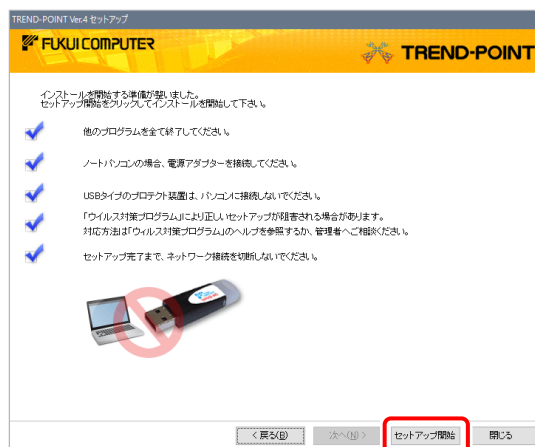 TREND-POINT Ver.4 セットアップ
FUKUI COMPUTER
TREND-POINT
インストールを開始する準備が整いました。
セットアップ開始をクリックしてインストールを開始して下さい。
他のプログラムを全て終了してください。
ノートパソコンの場合、電源アダプターを接続してください。
USBタイプのプロテクト装置は、パソコンに接続しないでください。
「ウイルス対策プログラム」により正しいセットアップが阻害される場合があります。
対応方法は「ウィルス対策プログラム」のヘルプを参照するか、管理者へご相談ください。
セットアップ完了まで、ネットワーク接続を切断しないでください。
< 戻る(B)
次へ(N) >
セットアップ開始
閉じる